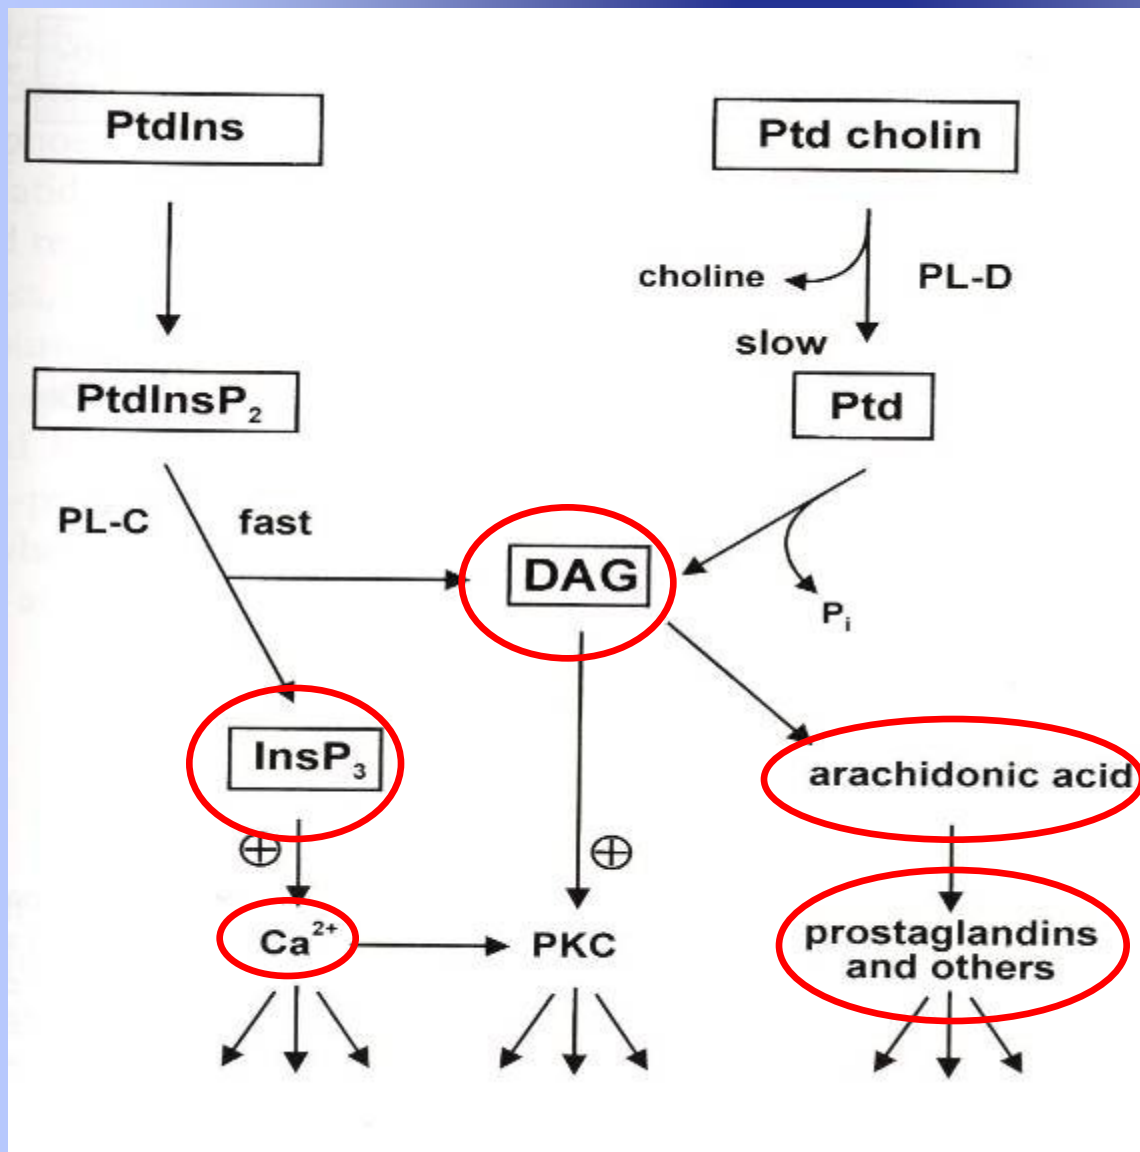 PtdIns
Ptd cholin
choline
PL-D
slow
PtdInsP₂
Ptd
PL-C
fast
DAG
Pᵢ
InsP₃
arachidonic acid
Ca²⁺
PKC
prostaglandins
and others